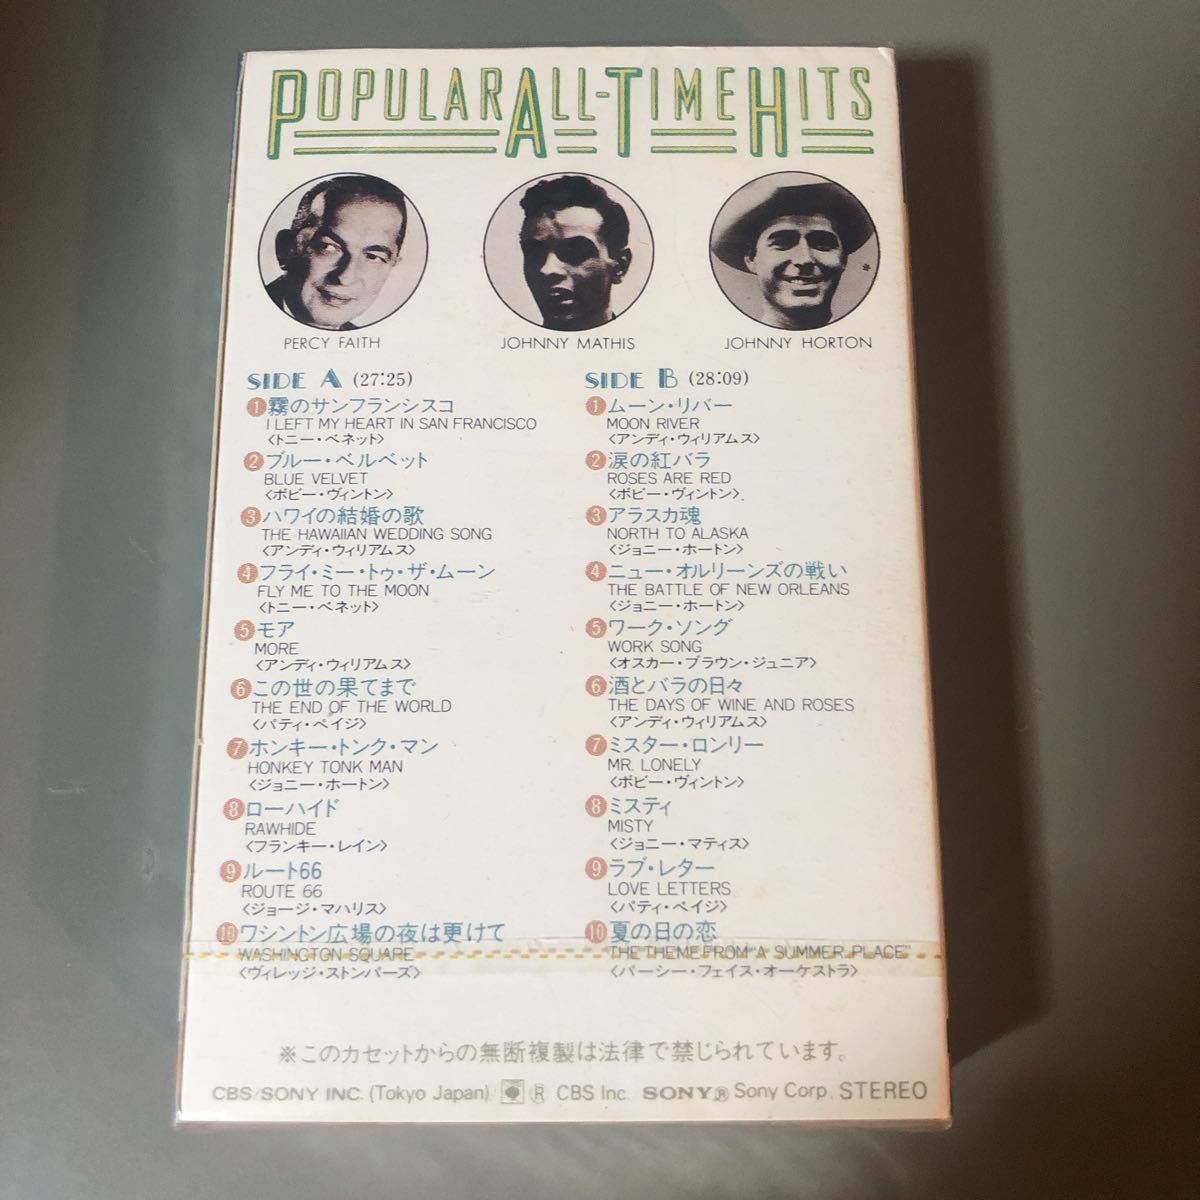 POPULAR ALL-TIME HITS
PERCY FAITH
JOHNNY MATHIS
JOHNNY HORTON
SIDE A (27:25)
1 霧のサンフランシスコ
I LEFT MY HEART IN SAN FRANCISCO
〈トニー・ベネット〉
2 ブルー・ベルベット
BLUE VELVET
〈ボビー・ヴィントン〉
3 ハワイの結婚の歌
THE HAWAIIAN WEDDING SONG
〈アンディ・ウィリアムス〉
4 フライ・ミー・トゥ・ザ・ムーン
FLY ME TO THE MOON
〈トニー・ベネット〉
5 モア
MORE
〈アンディ・ウィリアムス〉
6 この世の果てまで
THE END OF THE WORLD
〈パティ・ペイジ〉
7 ホンキー・トンク・マン
HONKEY TONK MAN
〈ジョニー・ホートン〉
8 ローハイド
RAWHIDE
〈フランキー・レイン〉
9 ルート66
ROUTE 66
〈ジョージ・マハリス〉
10 ワシントン広場の夜は更けて
WASHINGTON SQUARE
〈ヴィレッジ・ストンパーズ〉
SIDE B (28:09)
1 ムーン・リバー
MOON RIVER
〈アンディ・ウィリアムス〉
2 涙の紅バラ
ROSES ARE RED
〈ボビー・ヴィントン〉
3 アラスカ魂
NORTH TO ALASKA
〈ジョニー・ホートン〉
4 ニュー・オルリーンズの戦い
THE BATTLE OF NEW ORLEANS
〈ジョニー・ホートン〉
5 ワーク・ソング
WORK SONG
〈オスカー・ブラウン・ジュニア〉
6 酒とバラの日々
THE DAYS OF WINE AND ROSES
〈アンディ・ウィリアムス〉
7 ミスター・ロンリー
MR. LONELY
〈ボビー・ヴィントン〉
8 ミスティ
MISTY
〈ジョニー・マティス〉
9 ラブ・レター
LOVE LETTERS
〈パティ・ペイジ〉
10 夏の日の恋
THE THEME FROM "A SUMMER PLACE"
〈パーシー・フェイス・オーケストラ〉
※このカセットからの無断複製は法律で禁じられています。
CBS/SONY INC. (Tokyo Japan)/ ® CBS Inc. SONY® Sony Corp. STEREO